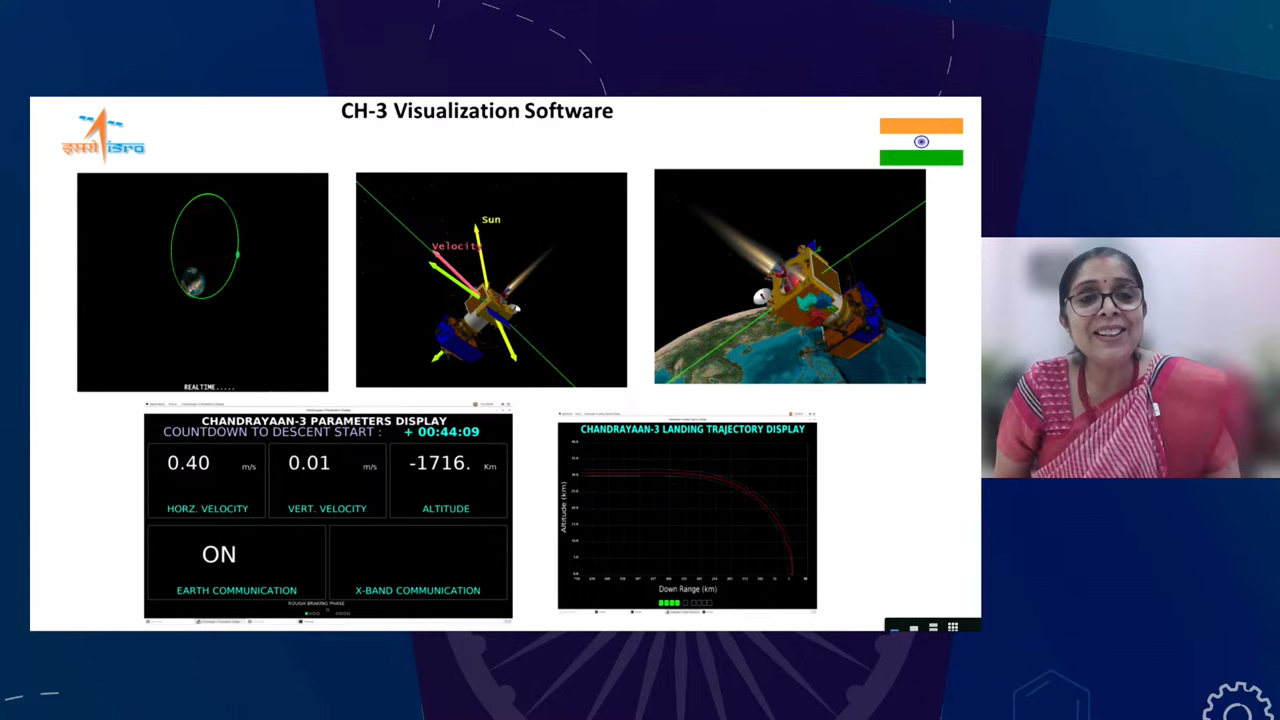 CH-3 Visualization Software
इसरो isro
Sun
Velocity
REALTIME.....
CHANDRAYAAN-3 PARAMETERS DISPLAY
COUNTDOWN TO DESCENT START : + 00:44:09
0.40 m/s
0.01 m/s
-1716. Km
HORZ. VELOCITY
VERT. VELOCITY
ALTITUDE
ON
EARTH COMMUNICATION
X-BAND COMMUNICATION
ROUGH BRAKING PHASE
CHANDRAYAAN-3 LANDING TRAJECTORY DISPLAY
Altitude (km)
Down Range (km)